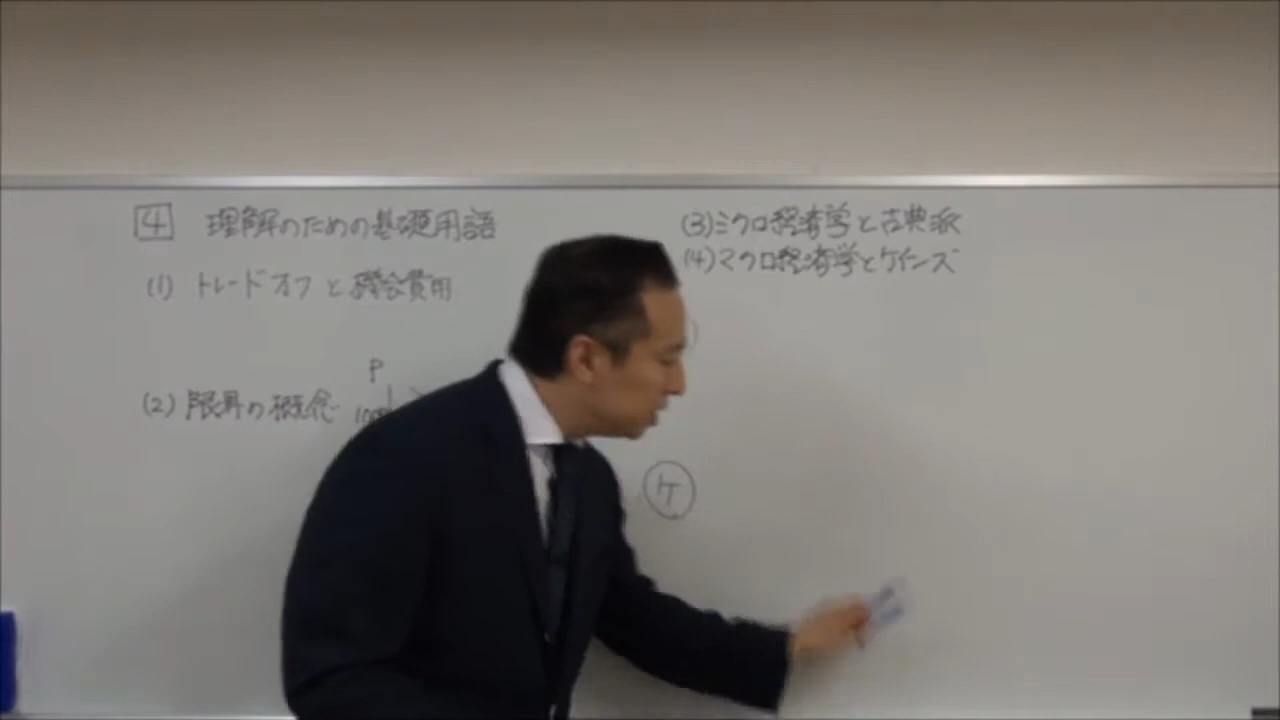 4 理解のための基礎用語
(1) トレードオフと機会費用
P
(2) 限界の概念 100
(3)ミクロ経済学と古典派
(4)マクロ経済学とケインズ
ケ